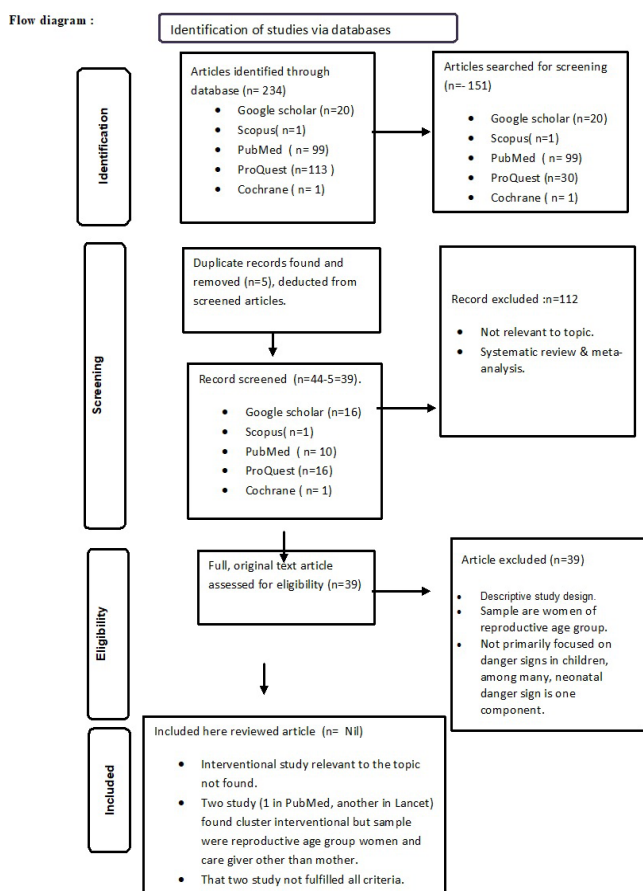 Flow diagram :
Identification of studies via databases
Identification
Articles identified through
database (n= 234)
• Google scholar (n=20)
• Scopus( n=1)
• PubMed ( n= 99)
• ProQuest (n=113 )
• Cochrane ( n= 1)
Articles searched for screening
(n=- 151)
• Google scholar (n=20)
• Scopus(n=1)
• PubMed ( n= 99)
• ProQuest (n=30)
• Cochrane ( n= 1)
Screening
Duplicate records found and
removed (n=5), deducted from
screened articles.
Record excluded :n=112
• Not relevant to topic.
• Systematic review & meta-
analysis.
Record screened (n=44-5=39).
• Google scholar (n=16)
• Scopus( n=1)
• PubMed ( n= 10)
• ProQuest (n=16)
• Cochrane ( n= 1)
Eligibility
Full, original text article
assessed for eligibility (n=39)
Article excluded (n=39)
• Descriptive study design.
• Sample are women of
reproductive age group.
• Not primarily focused on
danger signs in children,
among many, neonatal
danger sign is one
component.
Included
Included here reviewed article (n= Nil)
• Interventional study relevant to the topic
not found.
• Two study (1 in PubMed, another in Lancet)
found cluster interventional but sample
were reproductive age group women and
care giver other than mother.
• That two study not fulfilled all criteria.